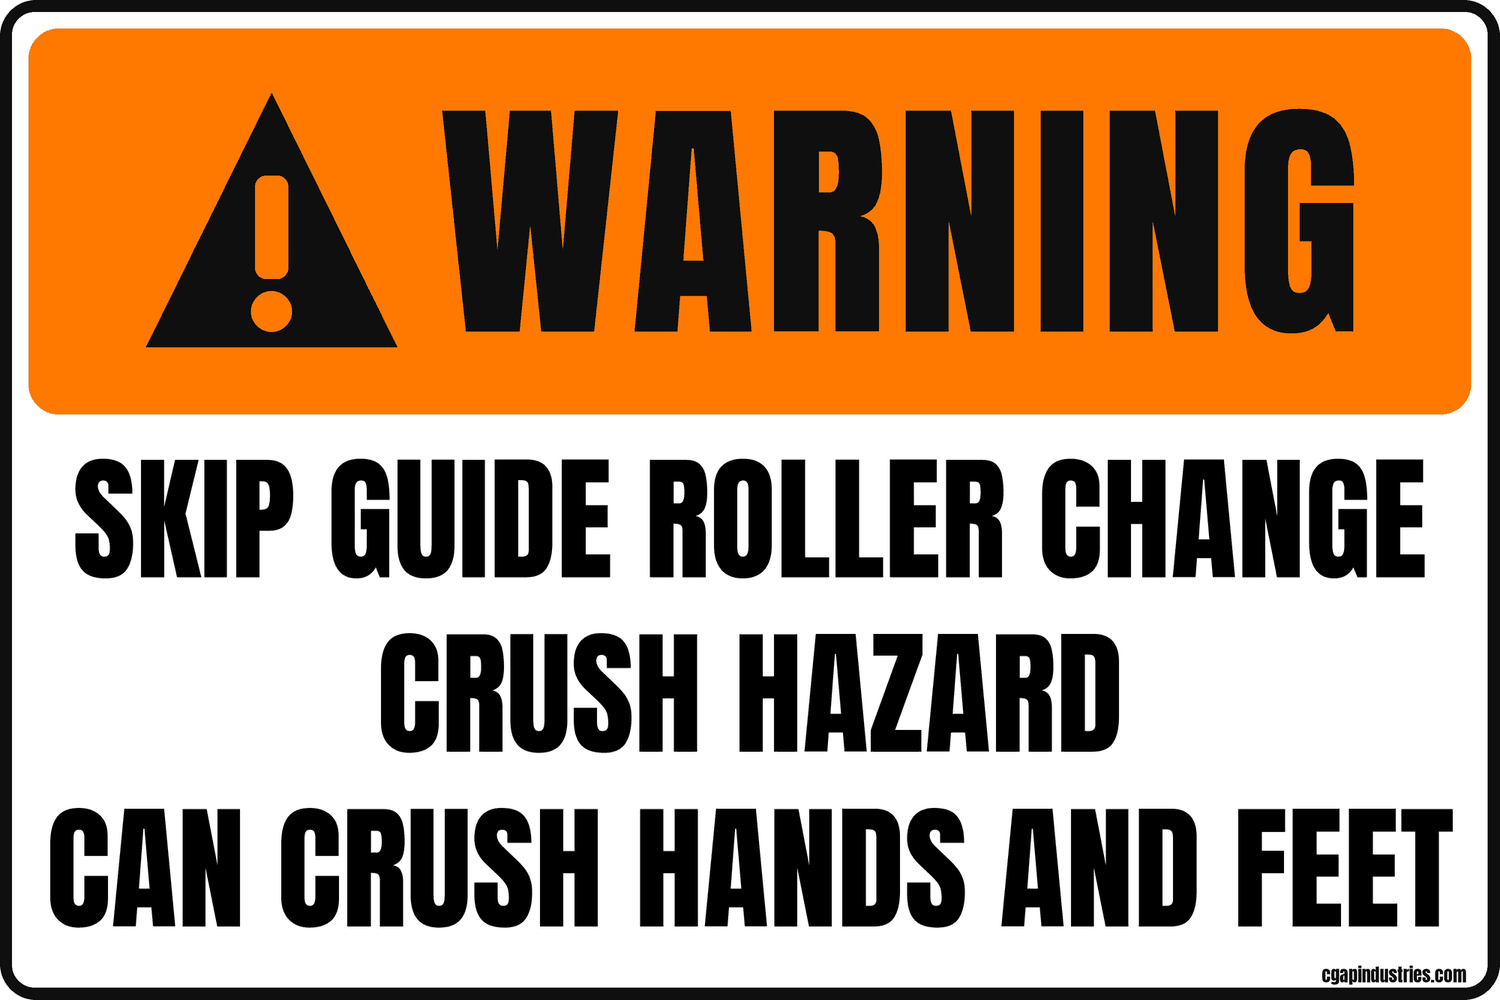 WARNING
SKIP GUIDE ROLLER CHANGE
CRUSH HAZARD
CAN CRUSH HANDS AND FEET
cgapindustries.com